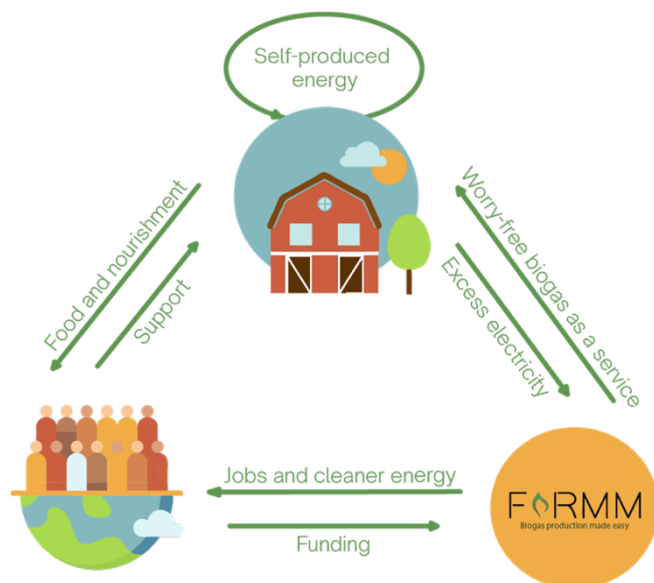 Self-produced
energy
Food and nourishment
Support
Worry-free biogas as a service
Excess electricity
Jobs and cleaner energy
Funding
FARMM
Biogas production made easy